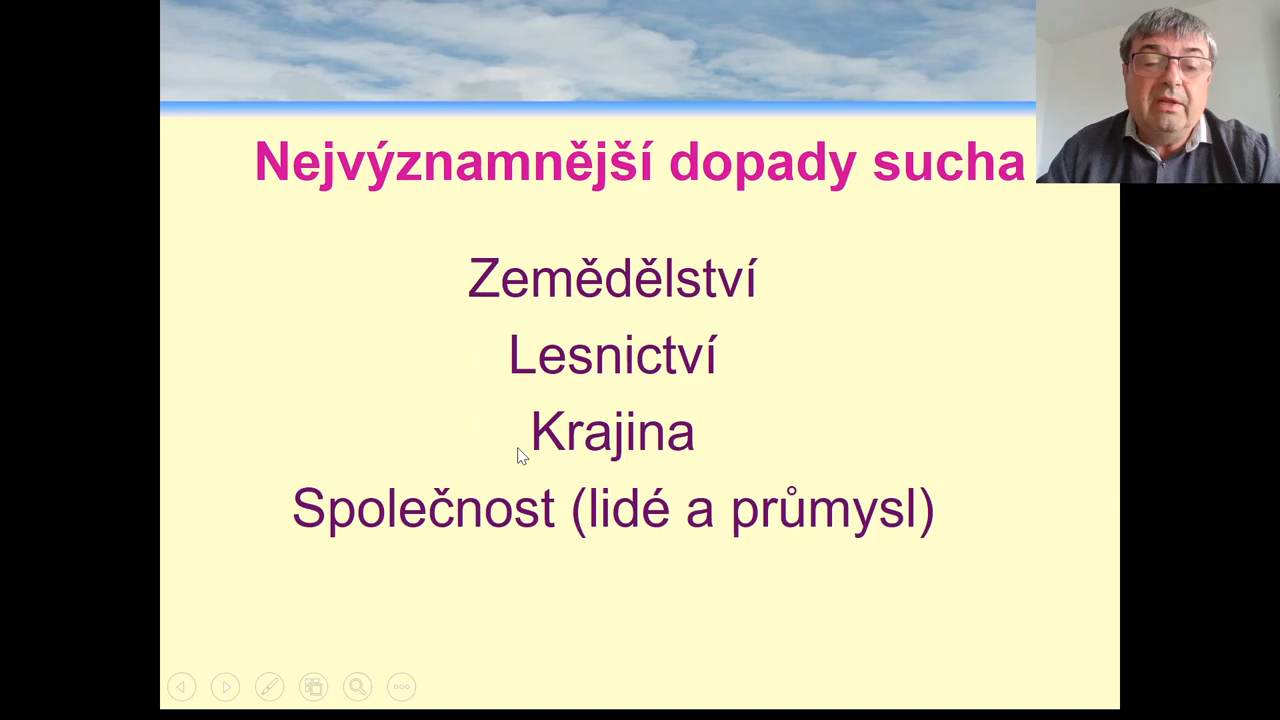 Nejvýznamnější dopady sucha
Zemědělství
Lesnictví
Krajina
Společnost (lidé a průmysl)